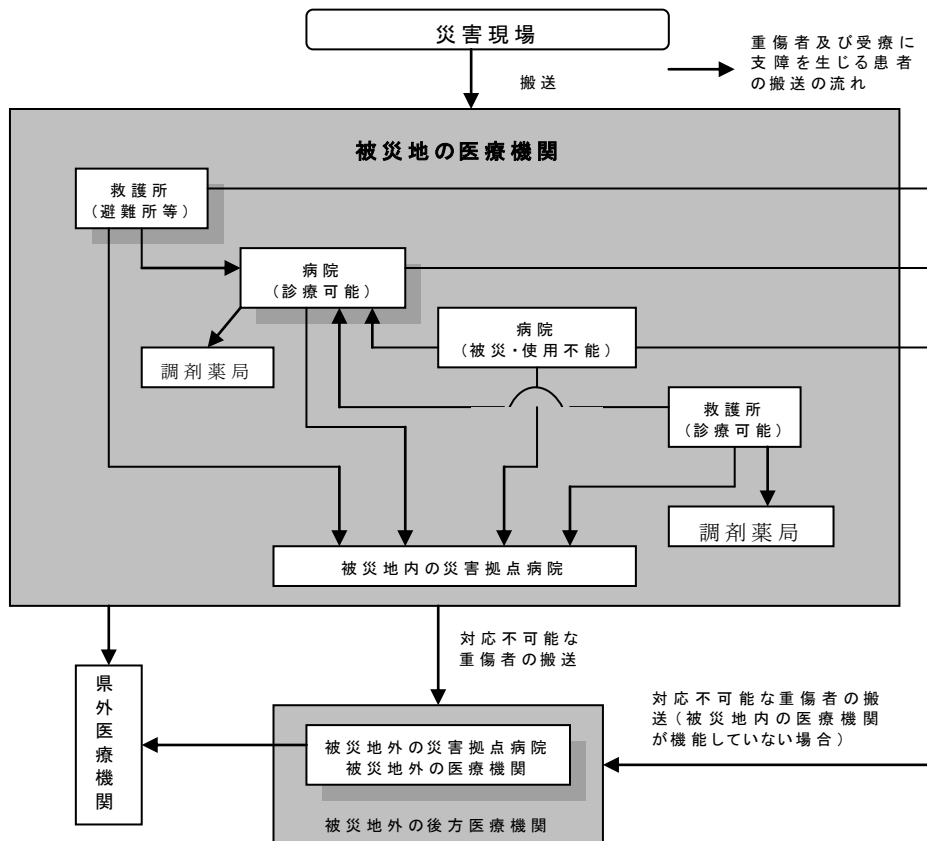 災害現場
搬送
重傷者及び受療に
支障を生じる患者
の搬送の流れ
被災地の医療機関
救護所
（避難所等）
病院
（診療可能）
病院
（被災・使用不能）
調剤薬局
救護所
（診療可能）
調剤薬局
被災地内の災害拠点病院
対応不可能な
重傷者の搬送
県外医療機関
対応不可能な重傷者の搬
送（被災地内の医療機関
が機能していない場合）
被災地外の災害拠点病院
被災地外の医療機関
被災地外の後方医療機関